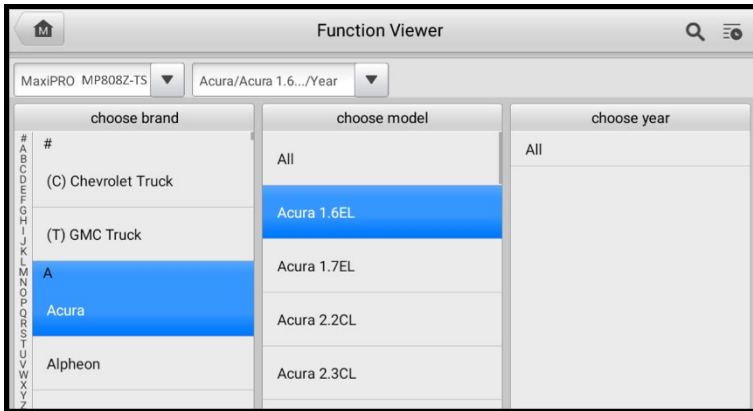 M
Function Viewer
MaxiPRO MP808Z-TS
Acura/Acura 1.6.../Year
choose brand
choose model
choose year
#
A
B
C
D
E
F
G
H
I
J
K
L
M
N
O
P
Q
R
S
T
U
V
W
X
Y
Z
#
(C) Chevrolet Truck
(T) GMC Truck
A
Acura
Alpheon
All
Acura 1.6EL
Acura 1.7EL
Acura 2.2CL
Acura 2.3CL
All